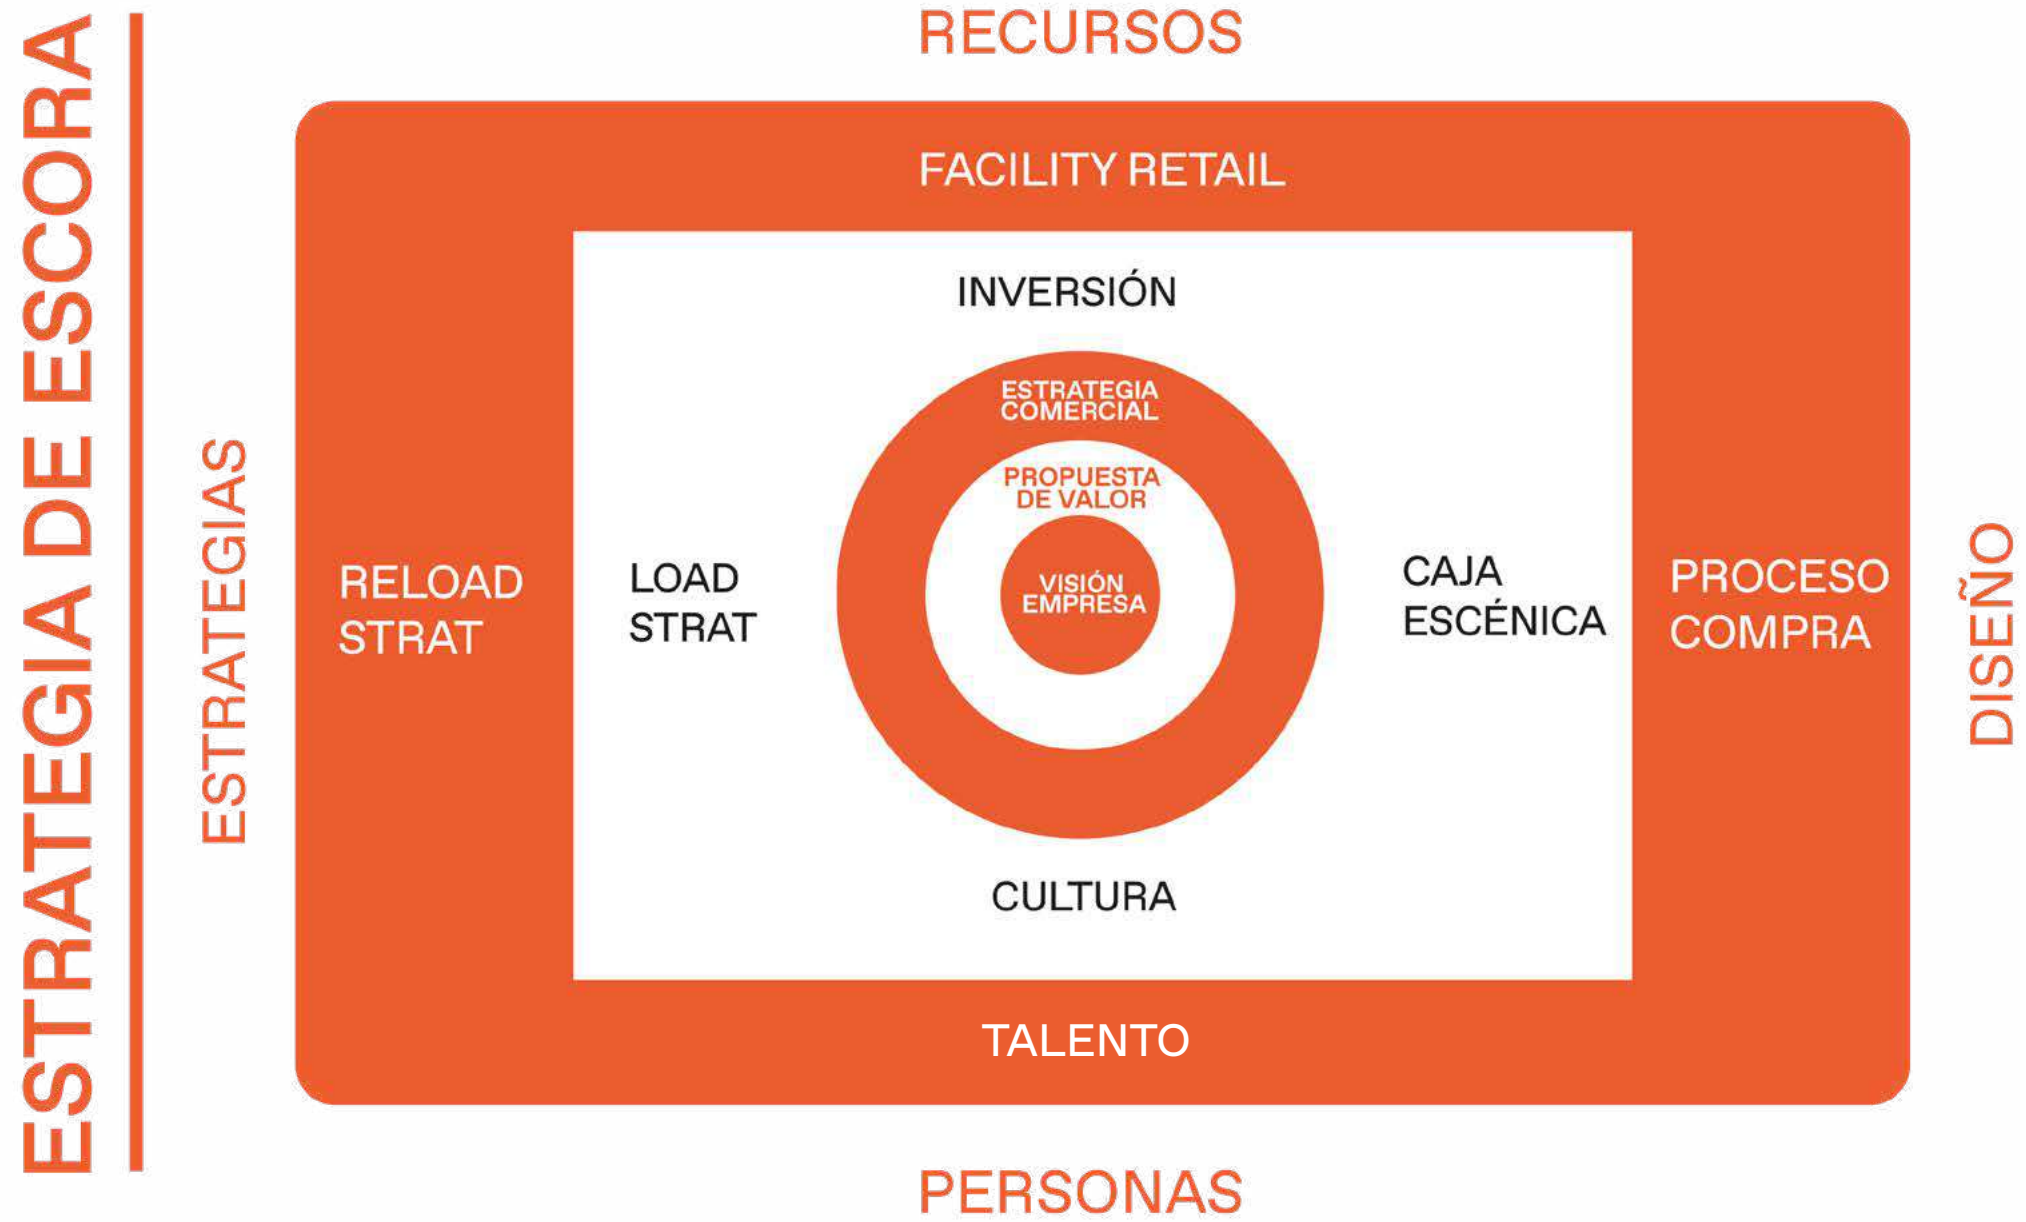 ESTRATEGIA DE ESCORA
RECURSOS
FACILITY RETAIL
INVERSIÓN
ESTRATEGIA
COMERCIAL
PROPUESTA
DE VALOR
VISIÓN
EMPRESA
ESTRATEGIAS
RELOAD
STRAT
LOAD
STRAT
CAJA
ESCÉNICA
PROCESO
COMPRA
DISEÑO
CULTURA
TALENTO
PERSONAS